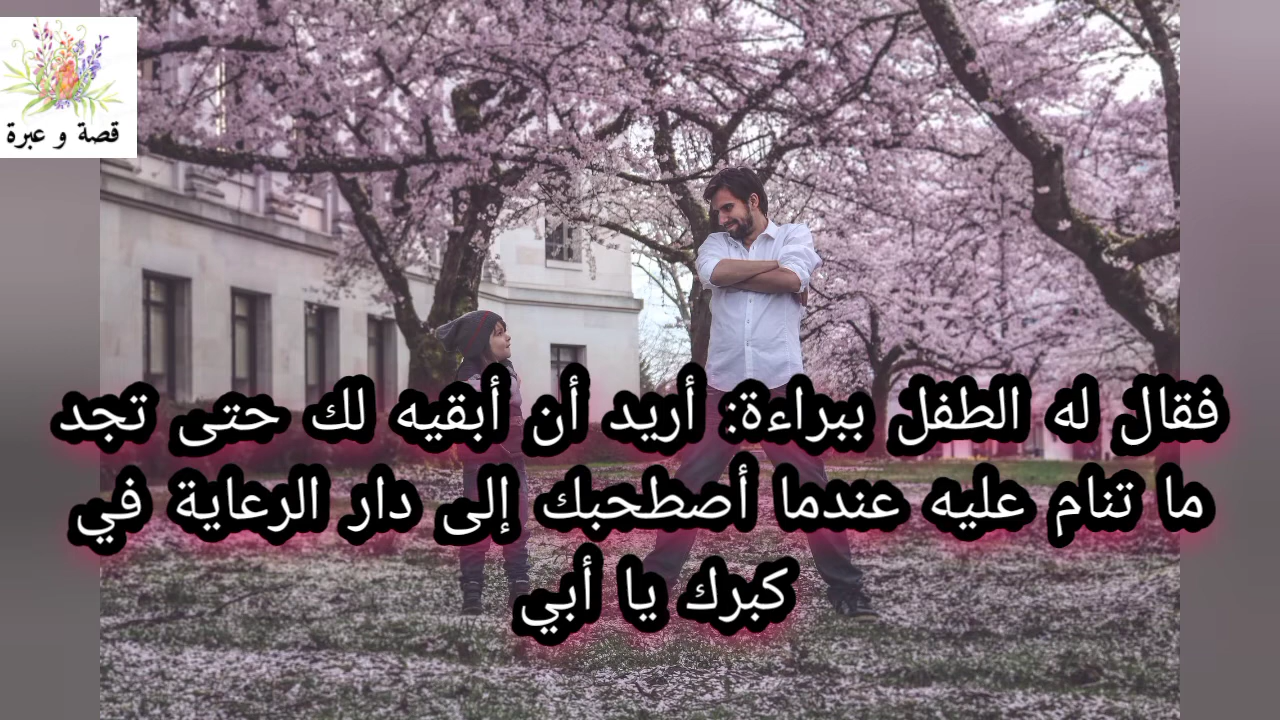 قصة و عبرة
فقال له الطفل ببراءة: أريد أن أبقيه لك حتى تجد
ما تنام عليه عندما أصطحبك إلى دار الرعاية في
كبرك يا أبي